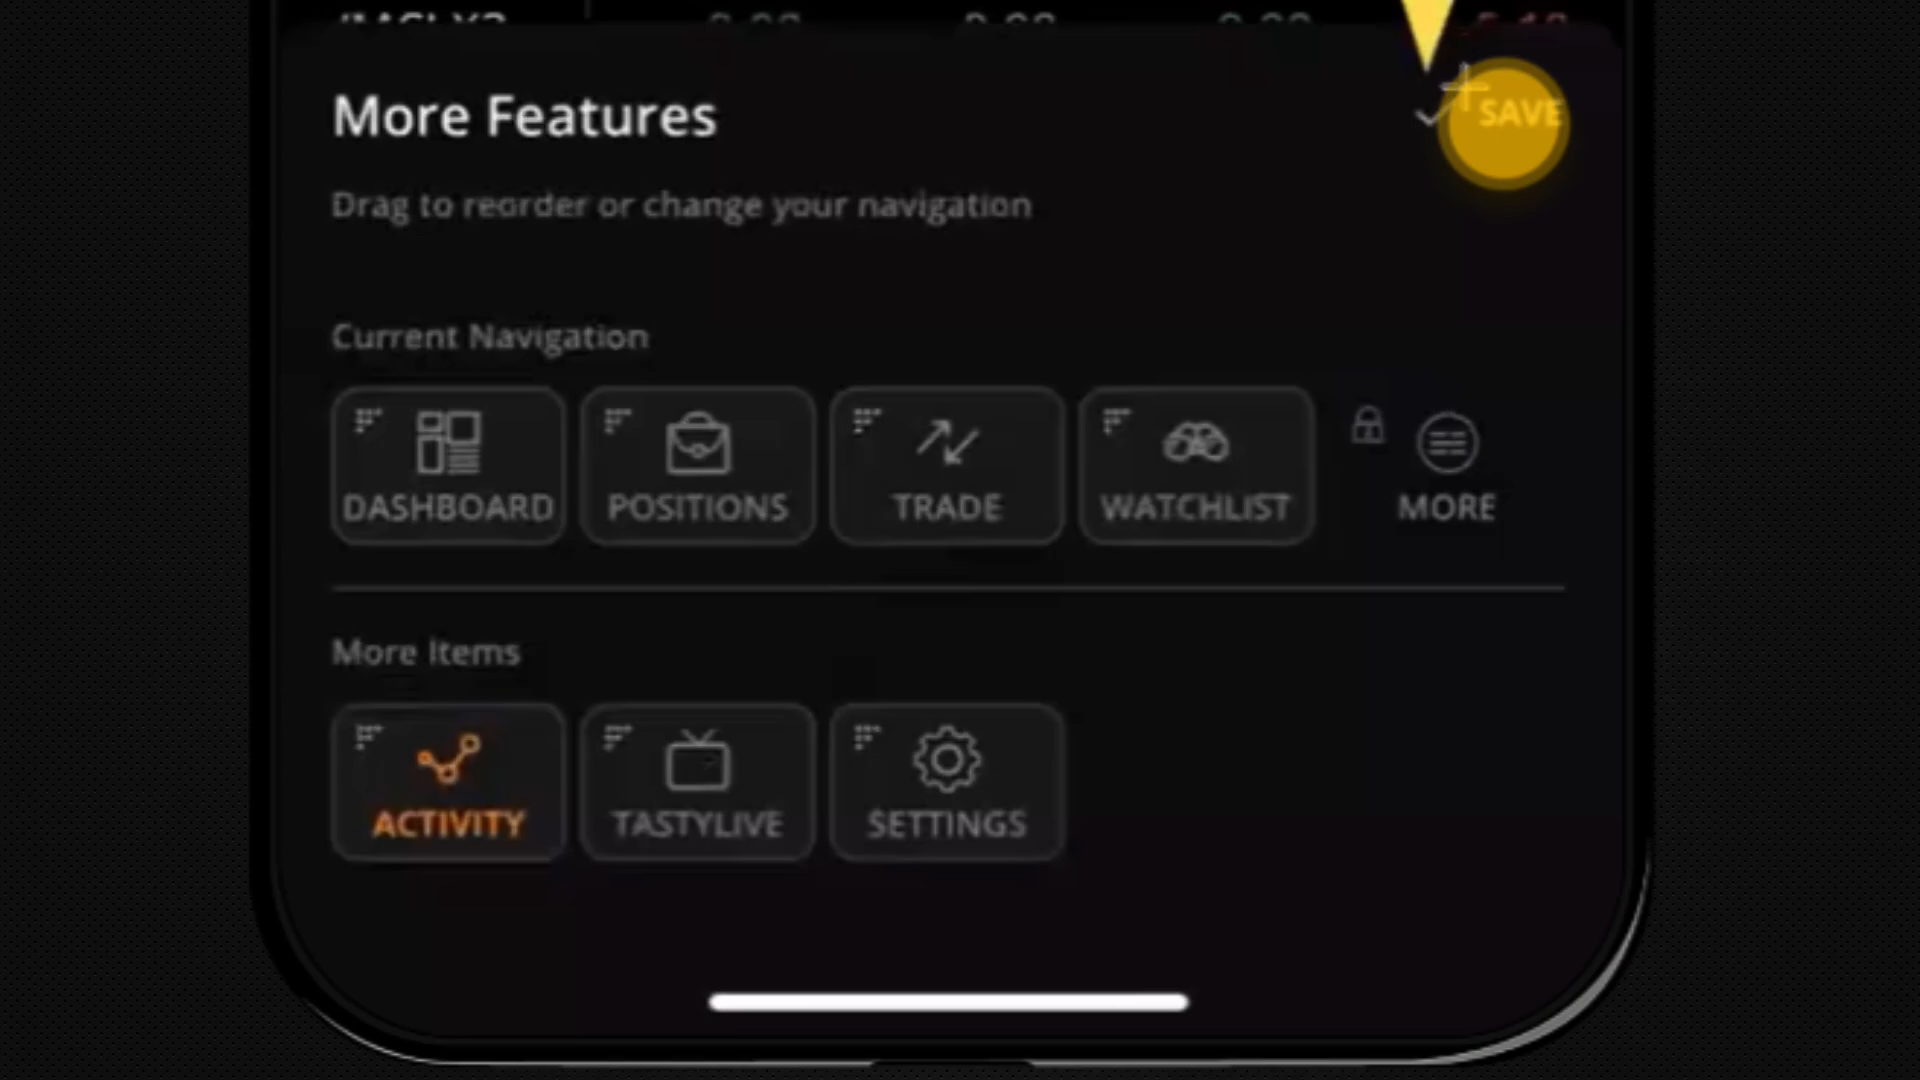 More Features
SAVE
Drag to reorder or change your navigation
Current Navigation
DASHBOARD POSITIONS TRADE WATCHLIST MORE
More Items
ACTIVITY TASTYLIVE SETTINGS